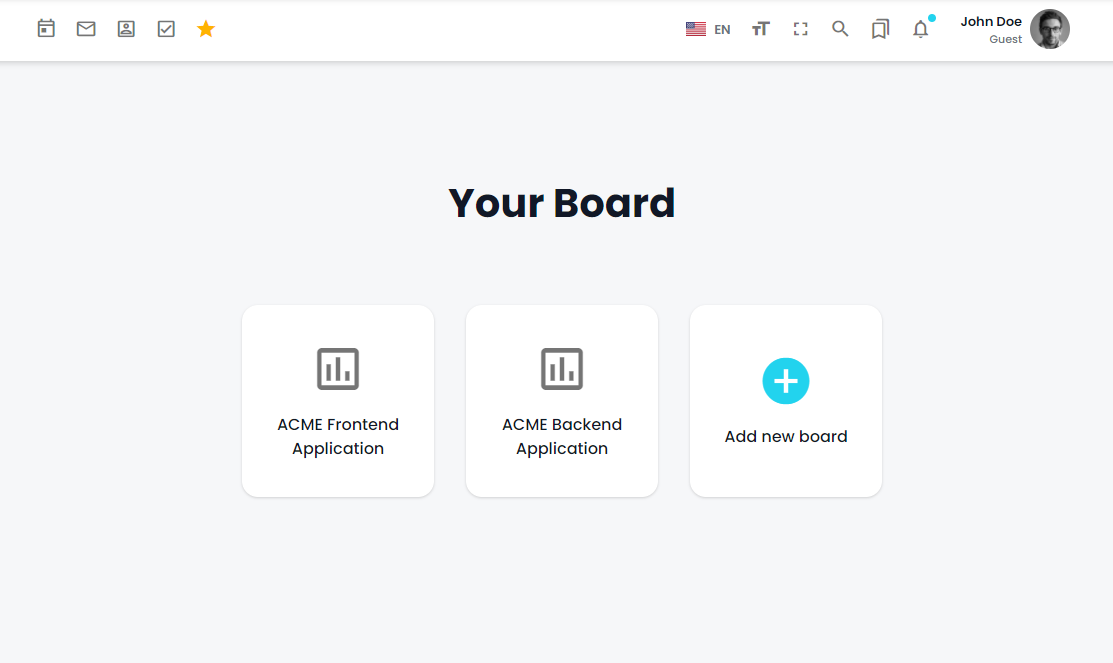 EN
John Doe
Guest
Your Board
ACME Frontend
Application
ACME Backend
Application
Add new board